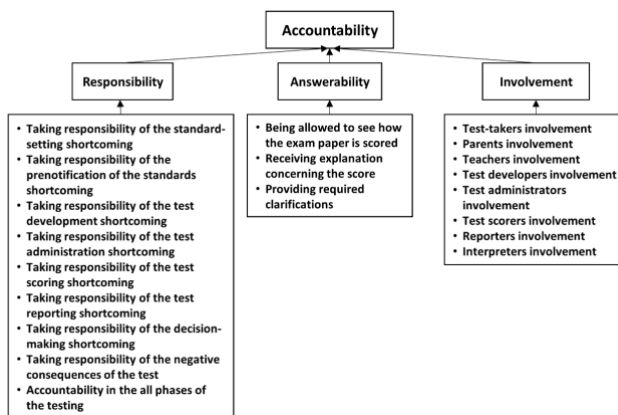 Accountability
Responsibility
Answerability
Involvement
• Taking responsibility of the standard-
setting shortcoming
• Taking responsibility of the
prenotification of the standards
shortcoming
• Taking responsibility of the test
development shortcoming
• Taking responsibility of the test
administration shortcoming
• Taking responsibility of the test
scoring shortcoming
• Taking responsibility of the test
reporting shortcoming
• Taking responsibility of the decision-
making shortcoming
• Taking responsibility of the negative
consequences of the test
• Accountability in the all phases of
the testing
• Being allowed to see how
the exam paper is scored
• Receiving explanation
concerning the score
• Providing required
clarifications
• Test-takers involvement
• Parents involvement
• Teachers involvement
• Test developers involvement
• Test administrators
involvement
• Test scorers involvement
• Reporters involvement
• Interpreters involvement